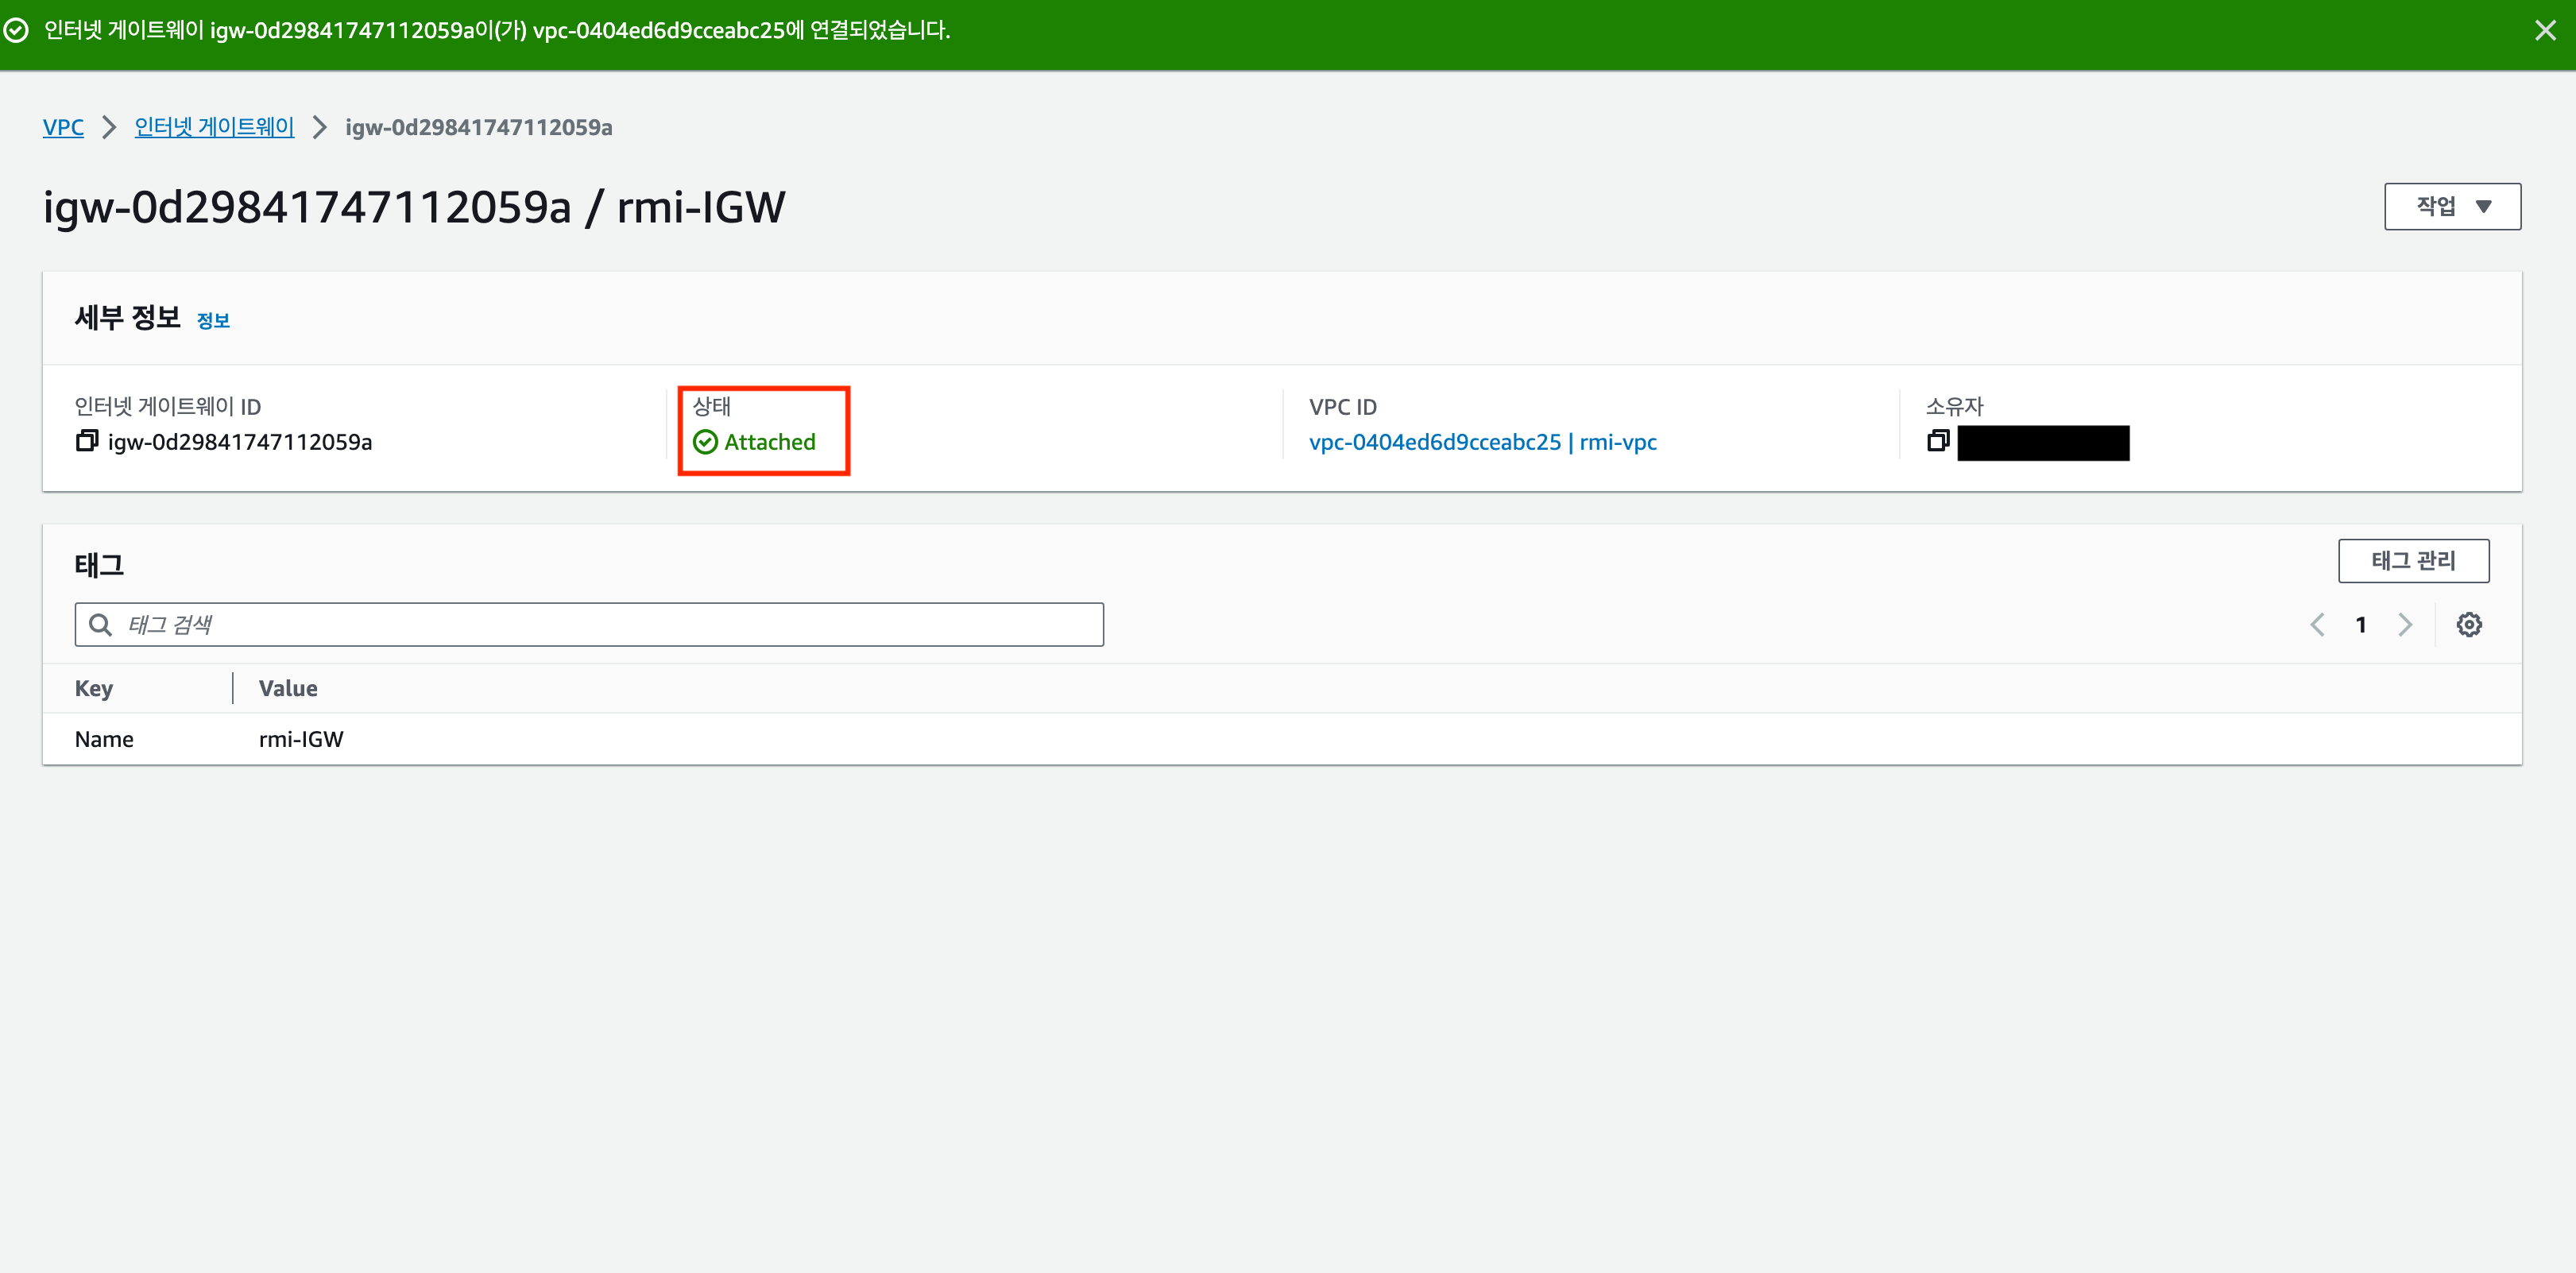 인터넷 게이트웨이 igw-0d29841747112059a이(가) vpc-0404ed6d9cceabc25에 연결되었습니다.
VPC 인터넷 게이트웨이 igw-0d29841747112059a
igw-0d29841747112059a / rmi-IGW
작업
세부 정보 정보
인터넷 게이트웨이 ID
igw-0d29841747112059a
상태
Attached
VPC ID
vpc-0404ed6d9cceabc25 | rmi-vpc
소유자
태그
태그 관리
태그 검색
1
Key Value
Name rmi-IGW